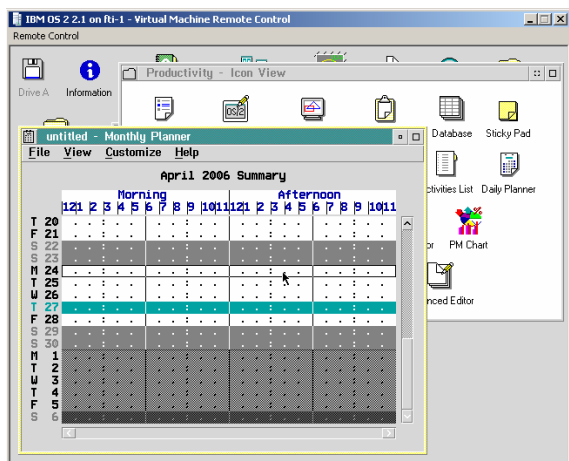 IBM OS 2 2.1 on fti-1 - Virtual Machine Remote Control
Remote Control
Drive A
Information
Productivity - Icon View
OS/2
Database
Sticky Pad
Daily Planner
PM Chart
untitled - Monthly Planner
File View Customize Help
April 2006 Summary
Morning Afternoon
12 1 2 3 4 5 6 7 8 9 10 11 12 1 2 3 4 5 6 7 8 9 10 11
T 20
F 21
S 22
S 23
M 24
T 25
W 26
T 27
F 28
S 29
S 30
M 1
T 2
W 3
T 4
F 5
S 6